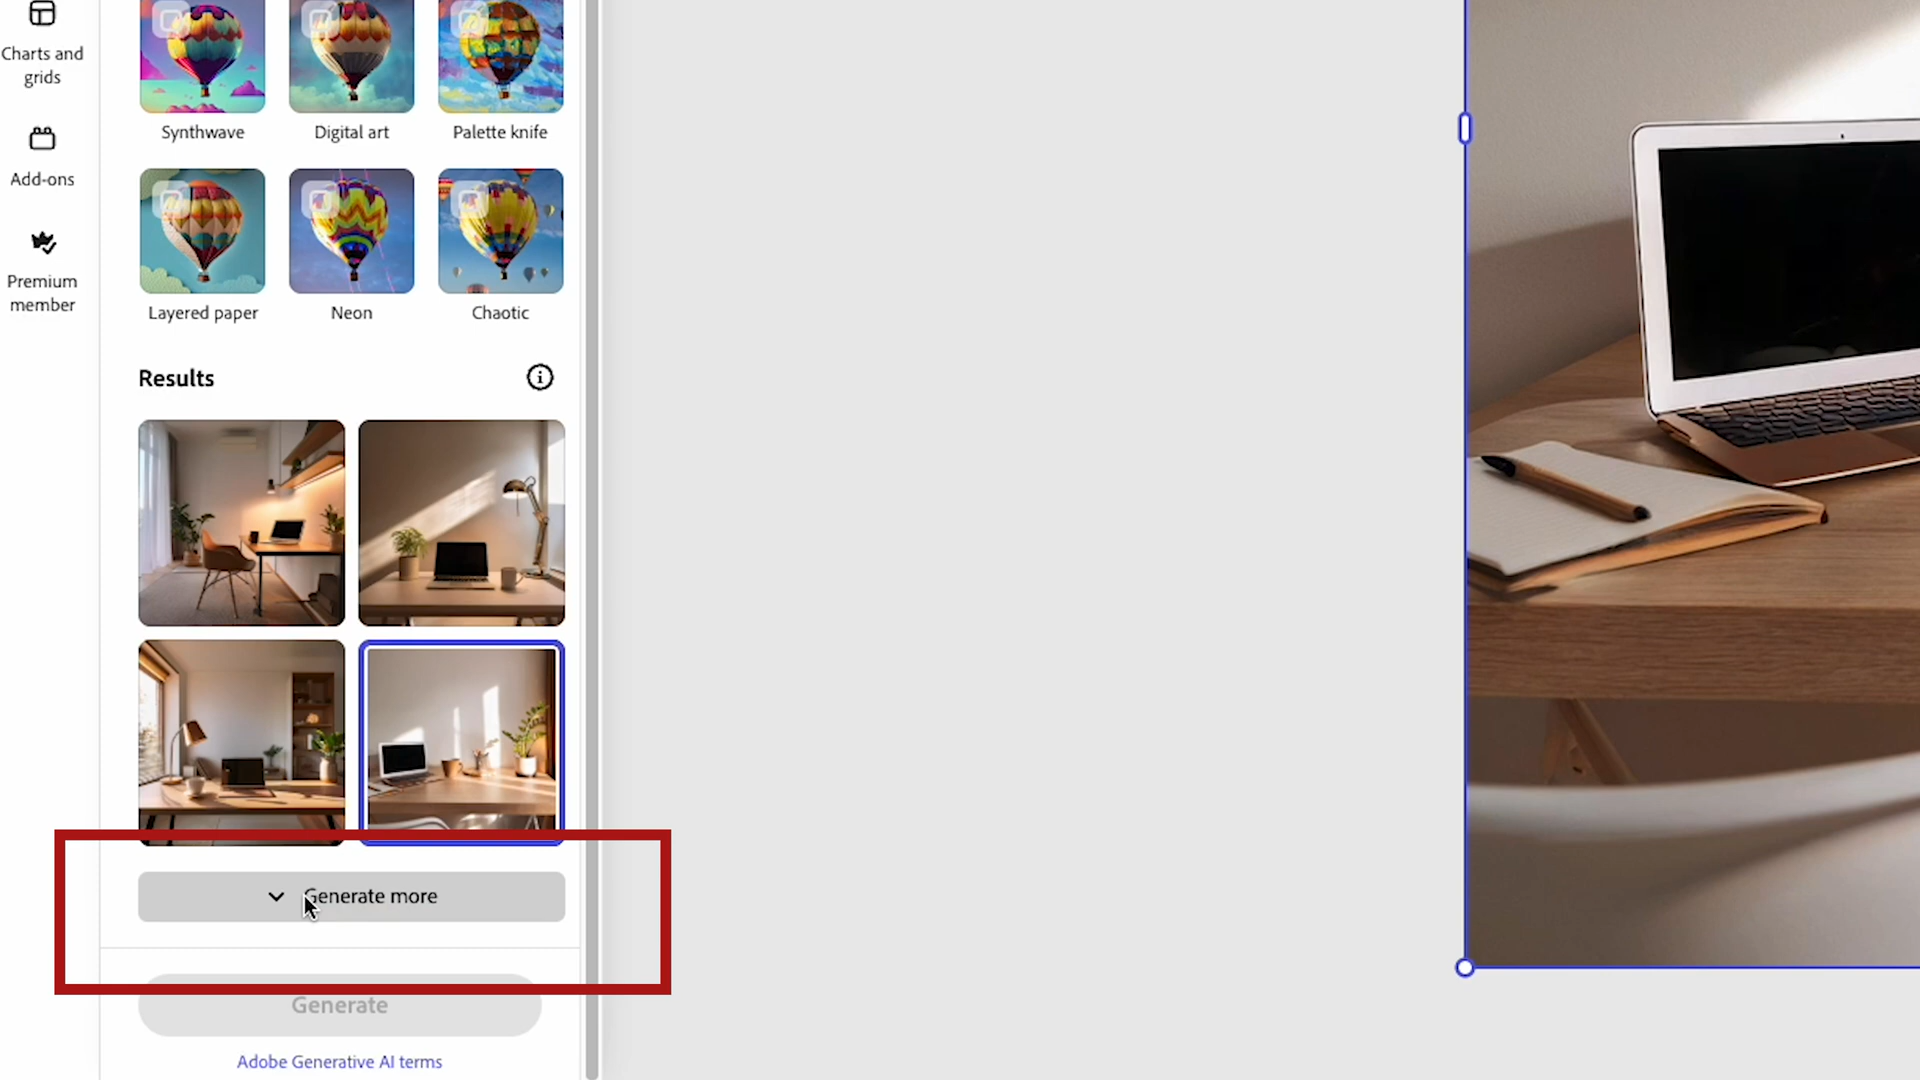 Charts and
grids
Add-ons
Premium
member
Synthwave
Digital art
Palette knife
Layered paper
Neon
Chaotic
Results
Generate more
Generate
Adobe Generative AI terms